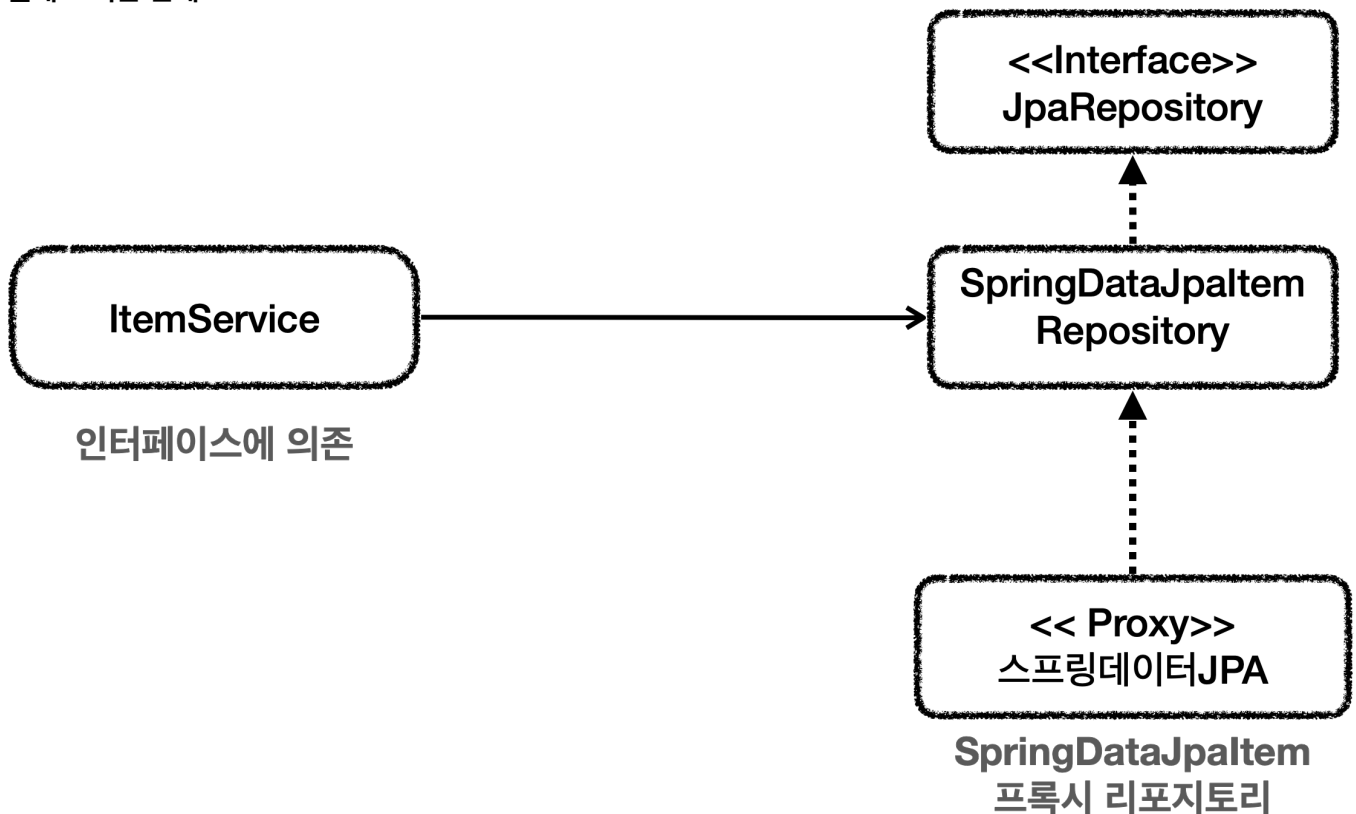 <<Interface>>
JpaRepository
ItemService
SpringDataJpaItem
Repository
인터페이스에 의존
<< Proxy>>
스프링데이터JPA
SpringDataJpaItem
프록시 리포지토리